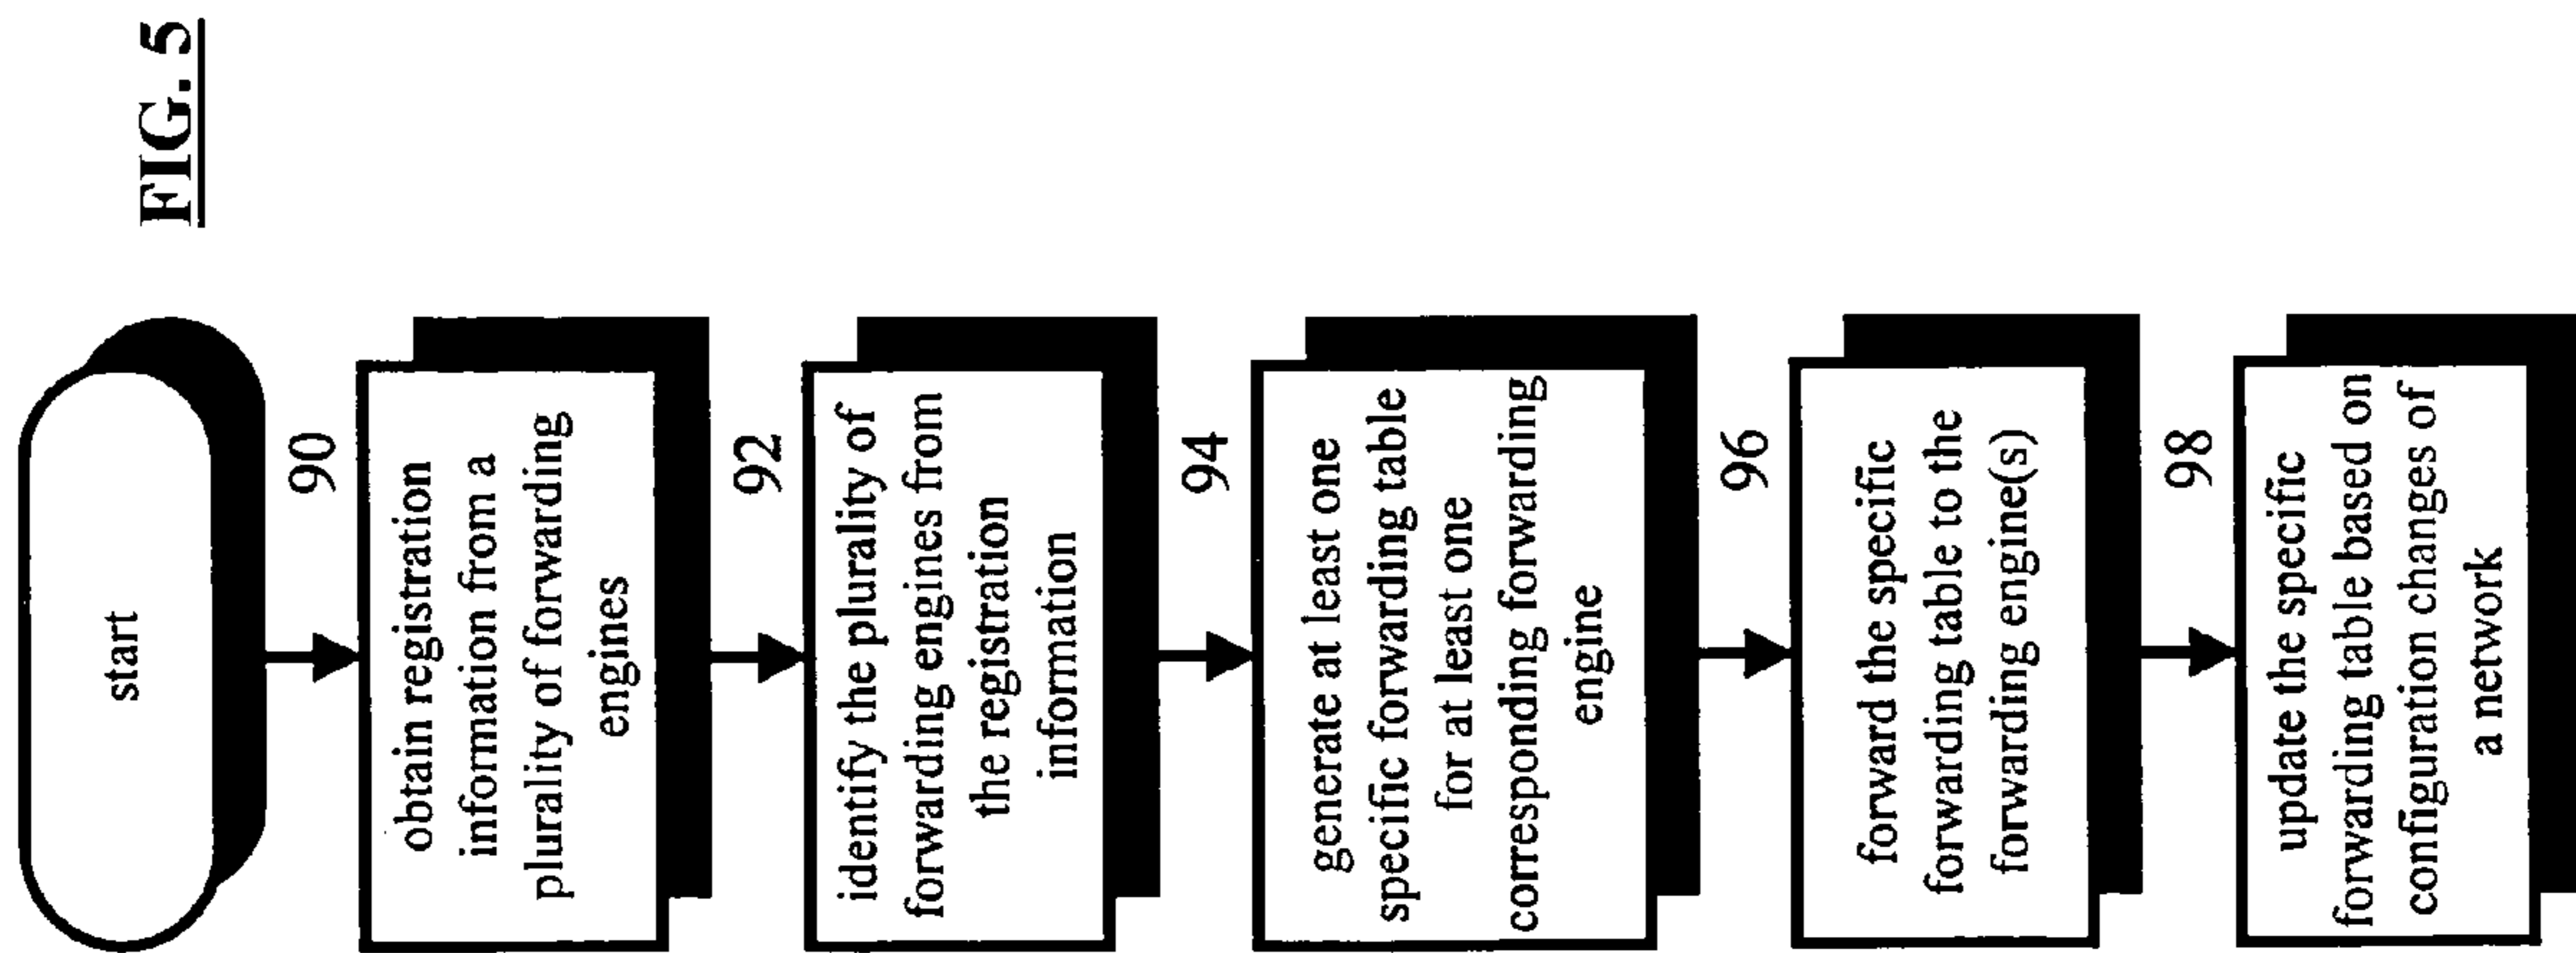 FIG. 5
start
90
obtain registration
information from a
plurality of forwarding
engines
92
identify the plurality of
forwarding engines from
the registration
information
94
generate at least one
specific forwarding table
for at least one
corresponding forwarding
engine
96
forward the specific
forwarding table to the
forwarding engine(s)
98
update the specific
forwarding table based on
configuration changes of
a network